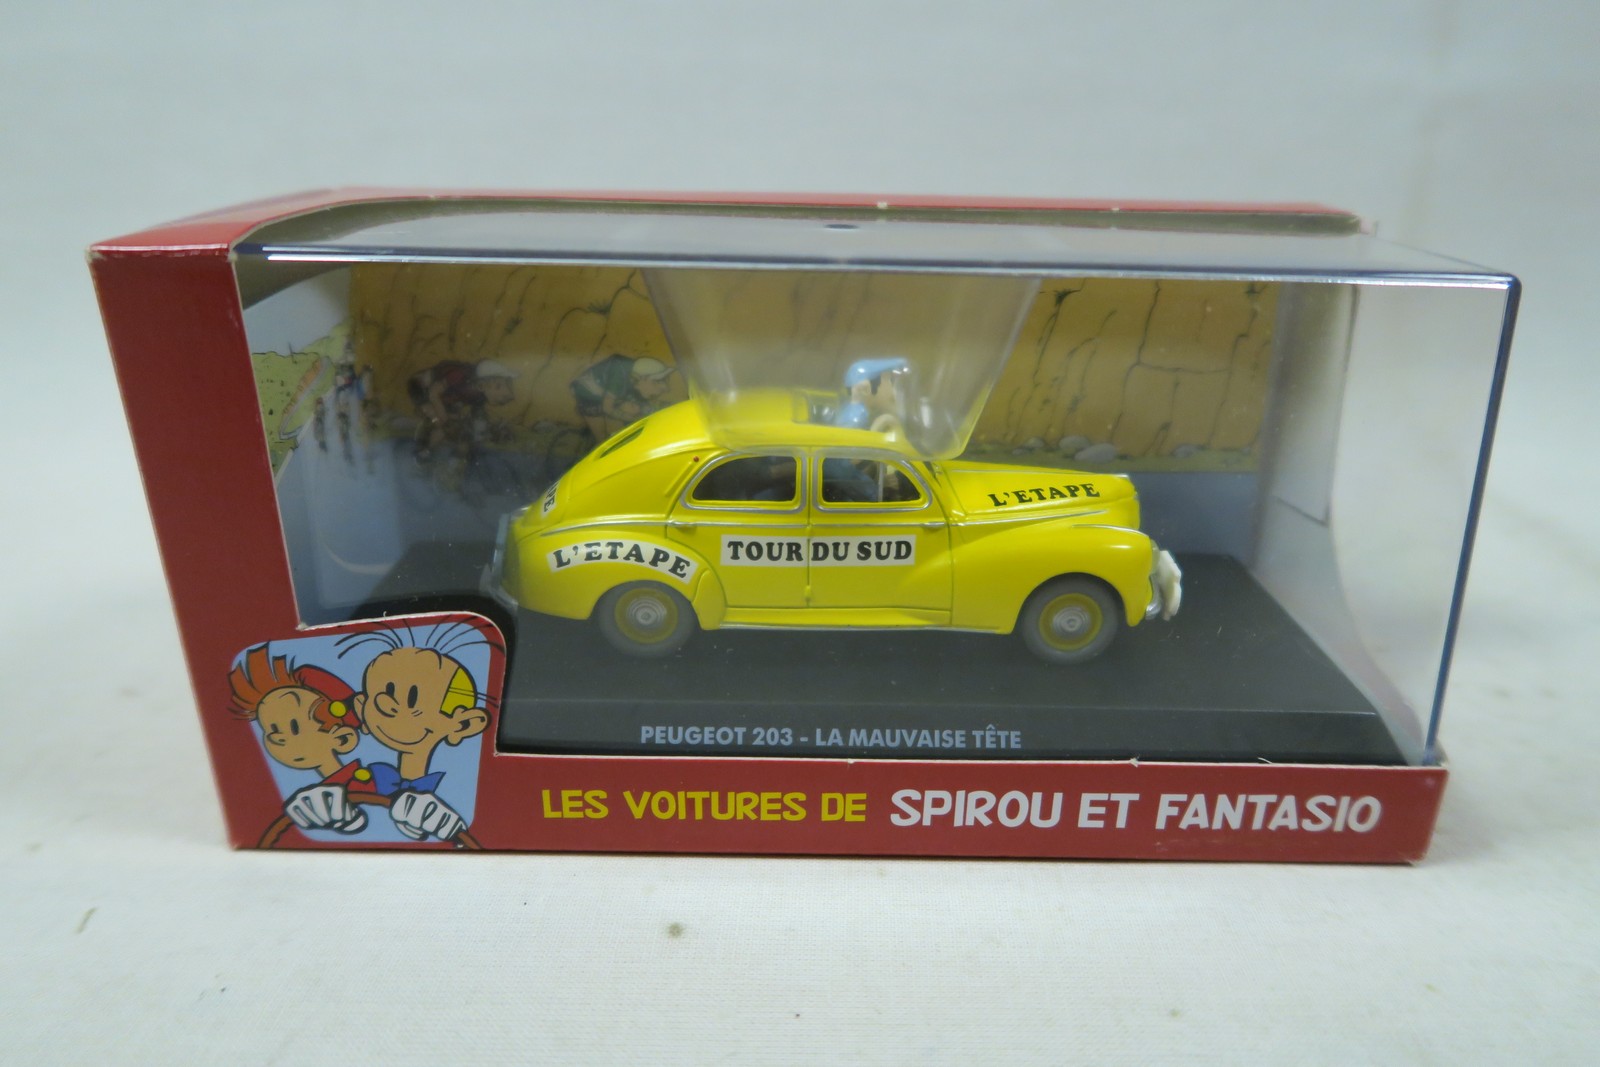 L'ETAPE
L'ETAPE
TOUR DU SUD
PEUGEOT 203 - LA MAUVAISE TÊTE
LES VOITURES DE SPIROU ET FANTASIO